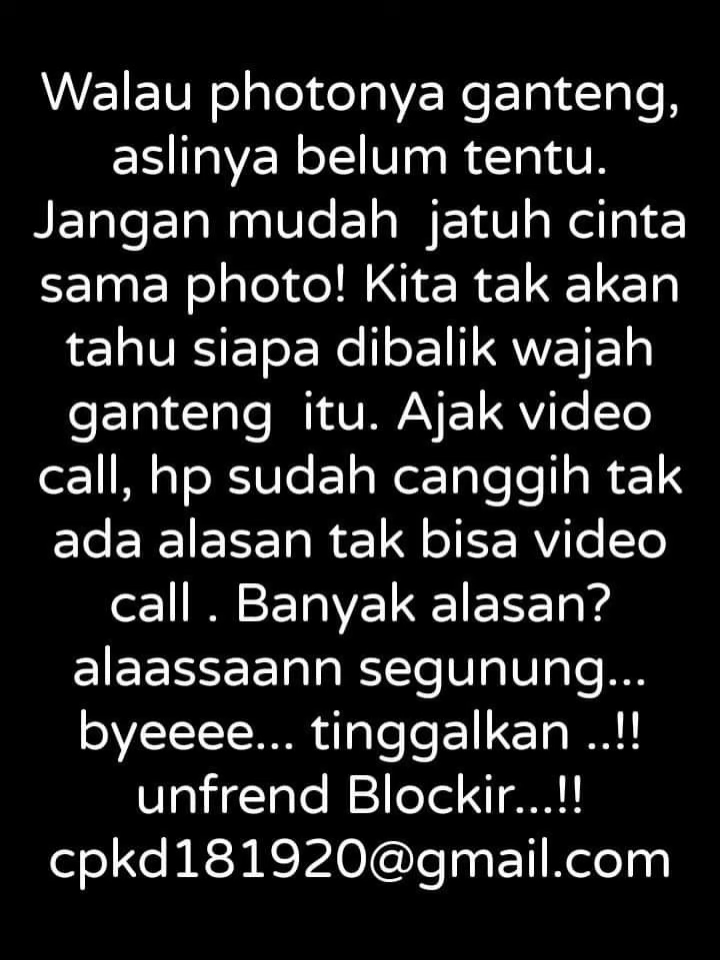 Walau photonya ganteng,
aslinya belum tentu.
Jangan mudah  jatuh cinta
sama photo! Kita tak akan
tahu siapa dibalik wajah
ganteng  itu. Ajak video
call, hp sudah canggih tak
ada alasan tak bisa video
call . Banyak alasan?
alaassaann segunung...
byeeee... tinggalkan ..!!
unfrend Blockir...!!
cpkd181920@gmail.com